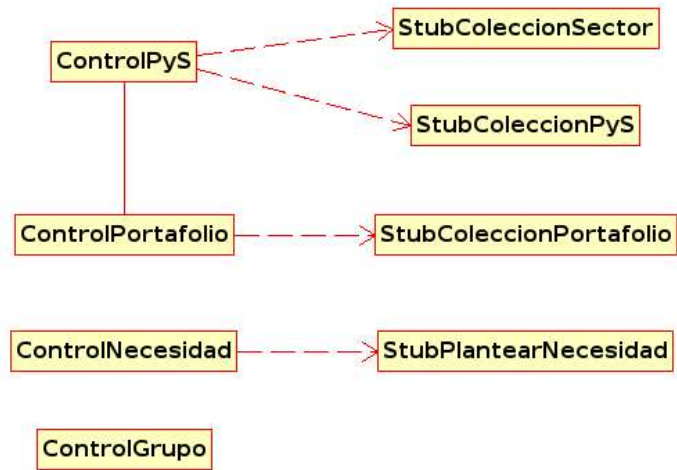 StubColeccionSector
ControlPyS
StubColeccionPyS
ControlPortafolio
StubColeccionPortafolio
ControlNecesidad
StubPlantearNecesidad
ControlGrupo